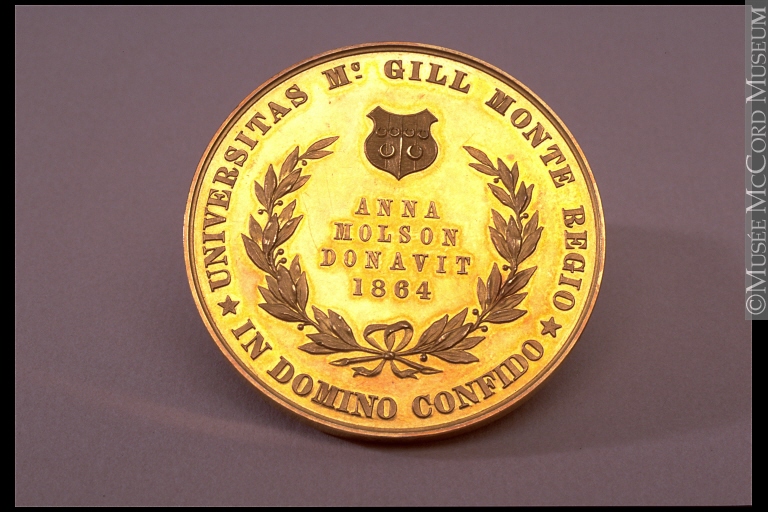 UNIVERSITAS Mc GILL MONTE REGIO
ANNA
MOLSON
DONAVIT
1864
★ IN DOMINO CONFIDO ★
©MUSÉE MCCORD MUSEUM